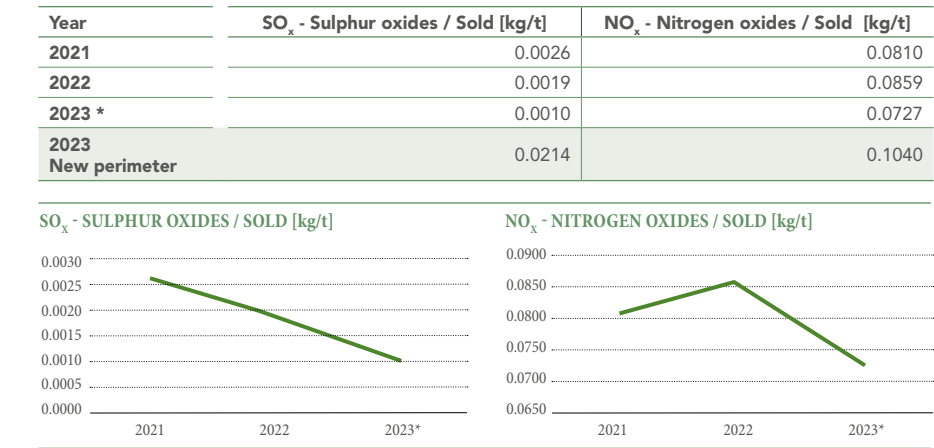 Year SOx - Sulphur oxides / Sold [kg/t] NOx - Nitrogen oxides / Sold [kg/t]
2021 0.0026 0.0810
2022 0.0019 0.0859
2023 * 0.0010 0.0727
2023
New perimeter 0.0214 0.1040
SOx - SULPHUR OXIDES / SOLD [kg/t]
0.0030
0.0025
0.0020
0.0015
0.0010
0.0005
0.0000
2021 2022 2023*
NOx - NITROGEN OXIDES / SOLD [kg/t]
0.0900
0.0850
0.0800
0.0750
0.0700
0.0650
2021 2022 2023*